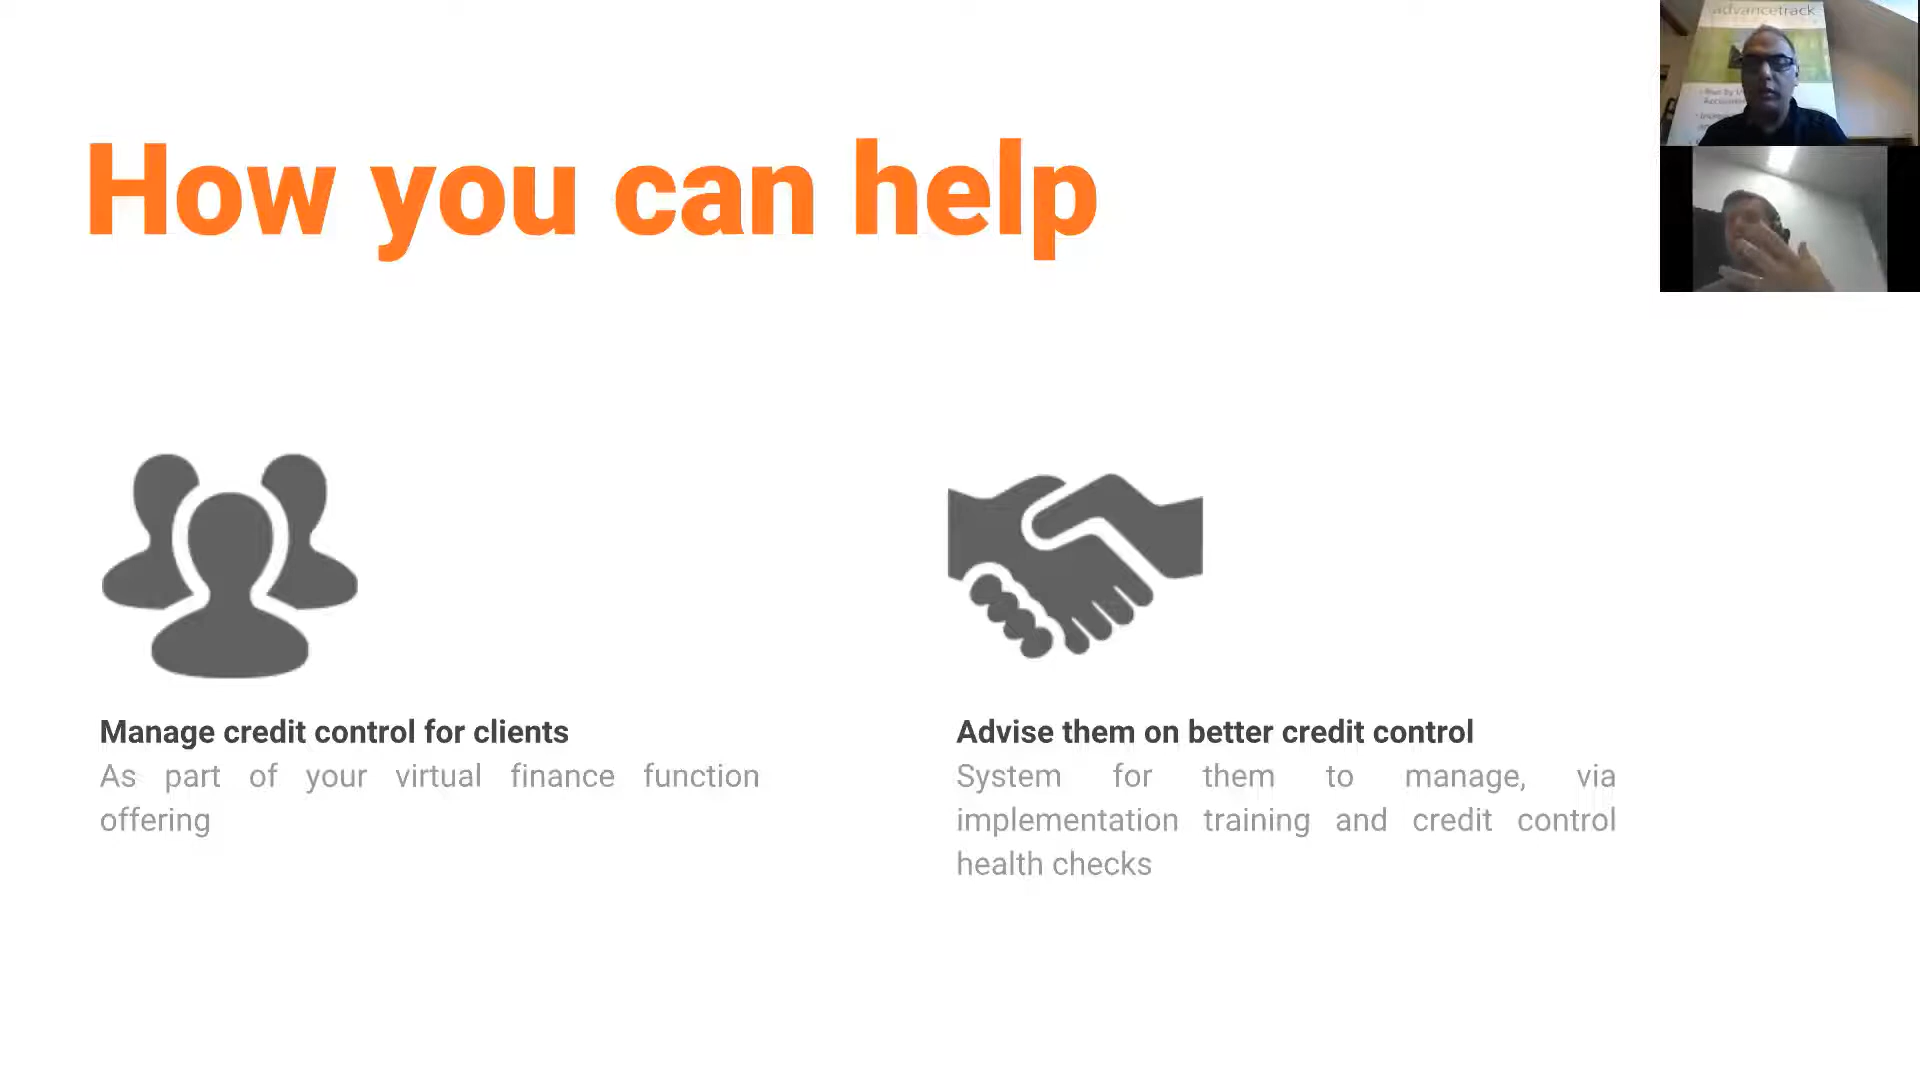 advancetrack
How you can help
Manage credit control for clients
As part of your virtual finance function
offering
Advise them on better credit control
System for them to manage, via
implementation training and credit control
health checks